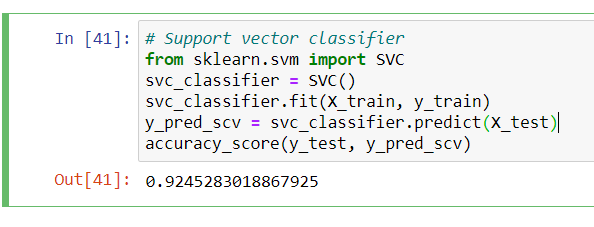 In [41]: # Support vector classifier
from sklearn.svm import SVC
svc_classifier = SVC()
svc_classifier.fit(X_train, y_train)
y_pred_scv = svc_classifier.predict(X_test)
accuracy_score(y_test, y_pred_scv)
Out[41]: 0.9245283018867925